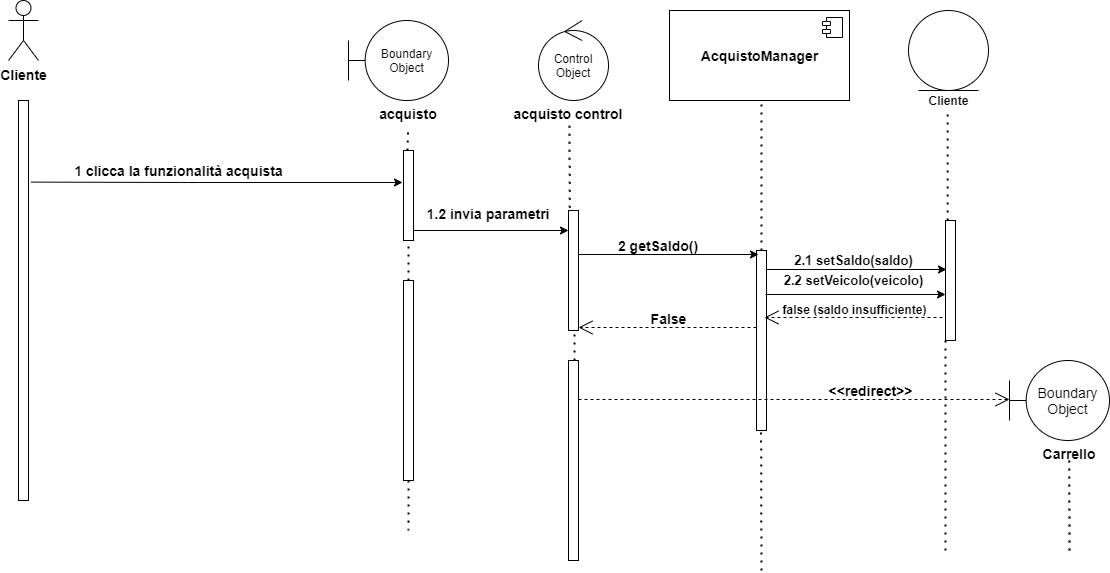 Cliente
Boundary
Object
acquisto
Control
Object
acquisto control
AcquistoManager
Cliente
1 clicca la funzionalità acquista
1.2 invia parametri
2 getSaldo()
2.1 setSaldo(saldo)
2.2 setVeicolo(veicolo)
false (saldo insufficiente)
False
<<redirect>>
Boundary
Object
Carrello